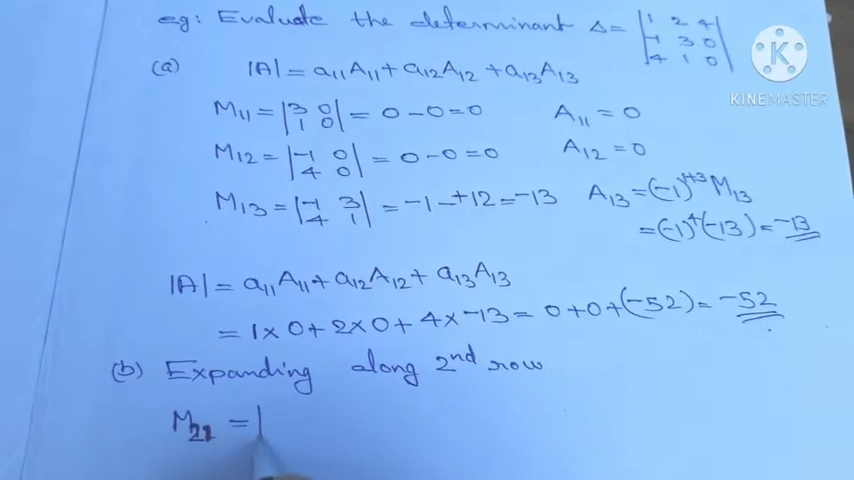 eg: Evaluate the determinant Δ = |1 2 4|
|-1 3 0|
|4 1 0|
KINEMASTER
(a) |A| = a₁₁A₁₁ + a₁₂A₁₂ + a₁₃A₁₃
M₁₁ = |3 0| = 0 - 0 = 0 A₁₁ = 0
|1 0|
M₁₂ = |-1 0| = 0 - 0 = 0 A₁₂ = 0
|4 0|
M₁₃ = |-1 3| = -1 - +12 = -13 A₁₃ = (-1)¹⁺³ M₁₃
|4 1|
= (-1)⁴ (-13) = -13
|A| = a₁₁A₁₁ + a₁₂A₁₂ + a₁₃A₁₃
= 1 × 0 + 2 × 0 + 4 × -13 = 0 + 0 + (-52) = -52
(b) Expanding along 2nd row
M₂₁ = |